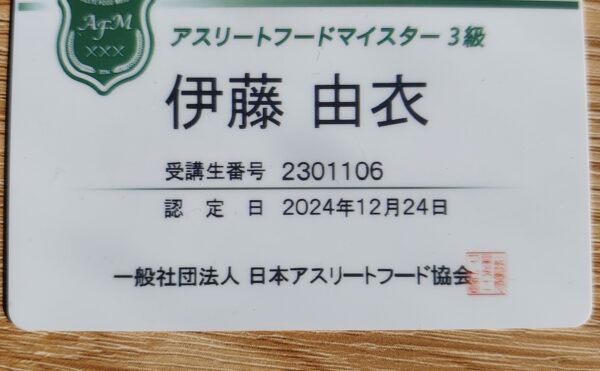 AFM
×××
アスリートフードマイスター 3級
伊藤 由衣
受講生番号 2301106
認 定 日 2024年12月24日
一般社団法人 日本アスリートフード協会